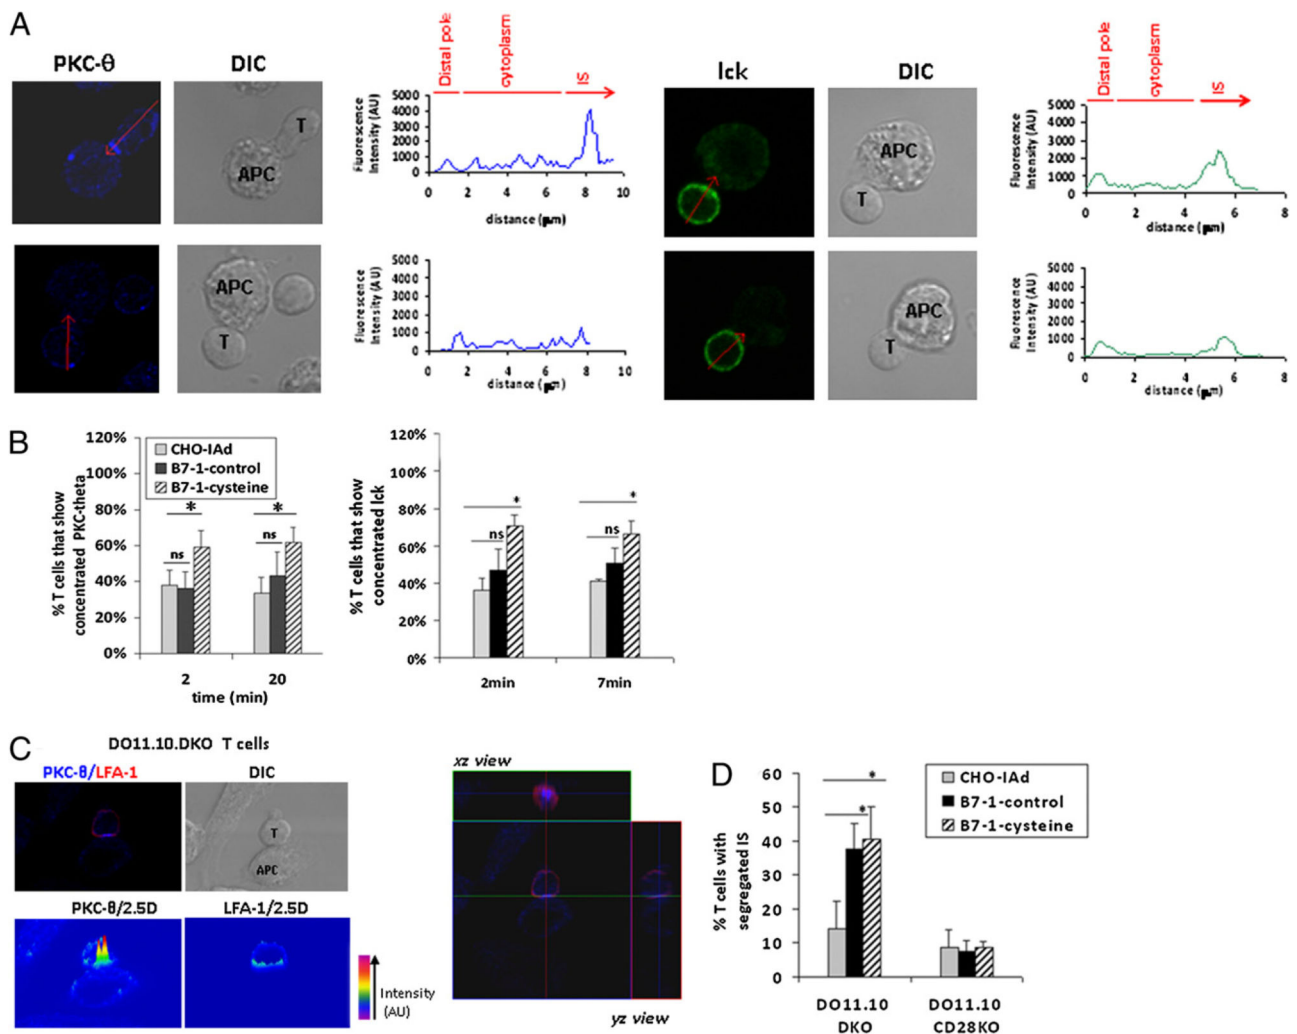 A
PKC-θ
DIC
T
APC
Distal pole
cytoplasm
IS
Fluorescence
Intensity (AU)
5000
4000
3000
2000
1000
0
0 2 4 6 8 10
distance (µm)
lck
DIC
APC
T
Distal pole
cytoplasm
IS
Fluorescence
Intensity (AU)
5000
4000
3000
2000
1000
0
0 2 4 6 8
distance (µm)
APC
T
Fluorescence
Intensity (AU)
5000
4000
3000
2000
1000
0
0 2 4 6 8 10
distance (µm)
APC
T
Fluorescence
Intensity (AU)
5000
4000
3000
2000
1000
0
0 2 4 6 8
distance (µm)
B
% T cells that show
concentrated PKC-theta
120%
100%
80%
60%
40%
20%
0%
CHO-IAd
B7-1-control
B7-1-cysteine
* *
ns ns
2 20
time (min)
% T cells that show
concentrated lck
120%
100%
80%
60%
40%
20%
0%
* *
ns ns
2min 7min
C
DO11.10.DKO T cells
PKC-θ/LFA-1
DIC
T
APC
PKC-θ/2.5D
LFA-1/2.5D
Intensity
(AU)
xz view
yz view
D
% T cells with
segregated IS
60
50
40
30
20
10
0
*
*
CHO-IAd
B7-1-control
B7-1-cysteine
DO11.10
DKO
DO11.10
CD28KO